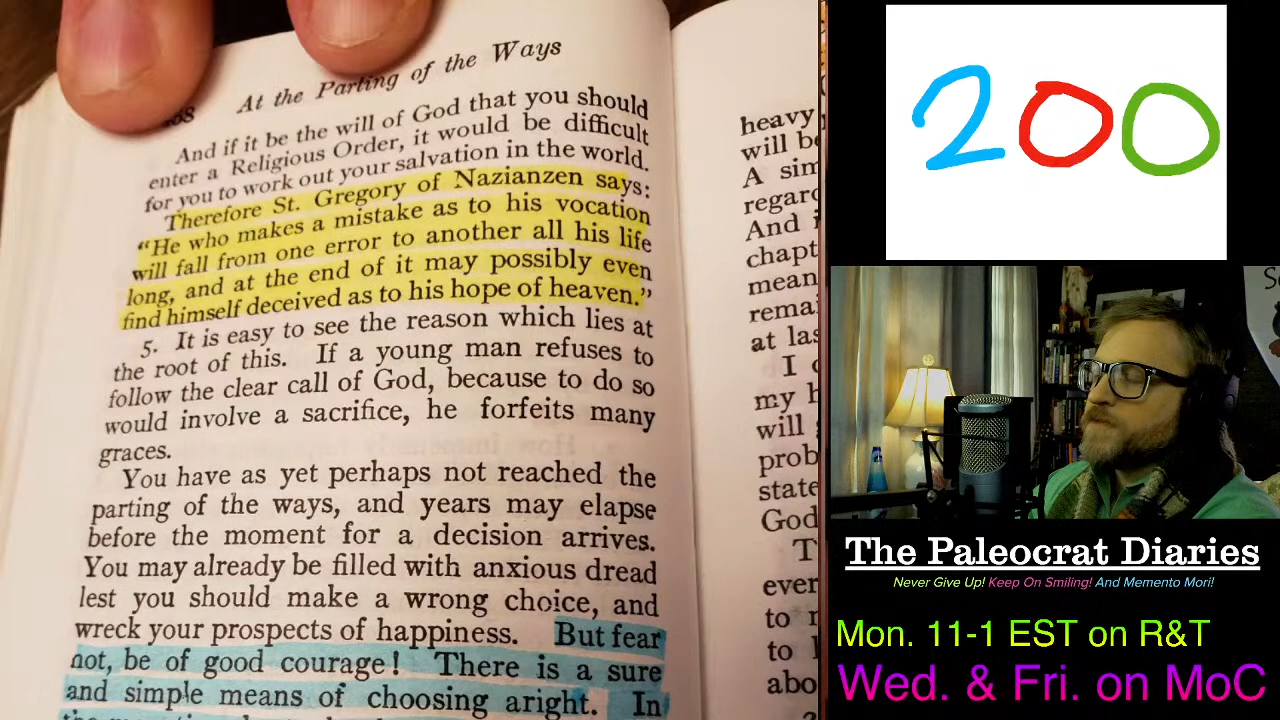 At the Parting of the Ways
And if it be the will of God that you should
enter a Religious Order, it would be difficult
for you to work out your salvation in the world.
Therefore St. Gregory of Nazianzen says:
“He who makes a mistake as to his vocation
will fall from one error to another all his life
long, and at the end of it may possibly even
find himself deceived as to his hope of heaven.”
5. It is easy to see the reason which lies at
the root of this. If a young man refuses to
follow the clear call of God, because to do so
would involve a sacrifice, he forfeits many
graces.
You have as yet perhaps not reached the
parting of the ways, and years may elapse
before the moment for a decision arrives.
You may already be filled with anxious dread
lest you should make a wrong choice, and
wreck your prospects of happiness. But fear
not, be of good courage! There is a sure
and simple means of choosing aright. In
heavy
will be
A sim
regard
And i
chapt
mean
remai
at las
I
my
will
prob
state
God
T
ever
to
to
abo
200
The Paleocrat Diaries
Never Give Up! Keep On Smiling! And Memento Mori!
Mon. 11-1 EST on R&T
Wed. & Fri. on MoC